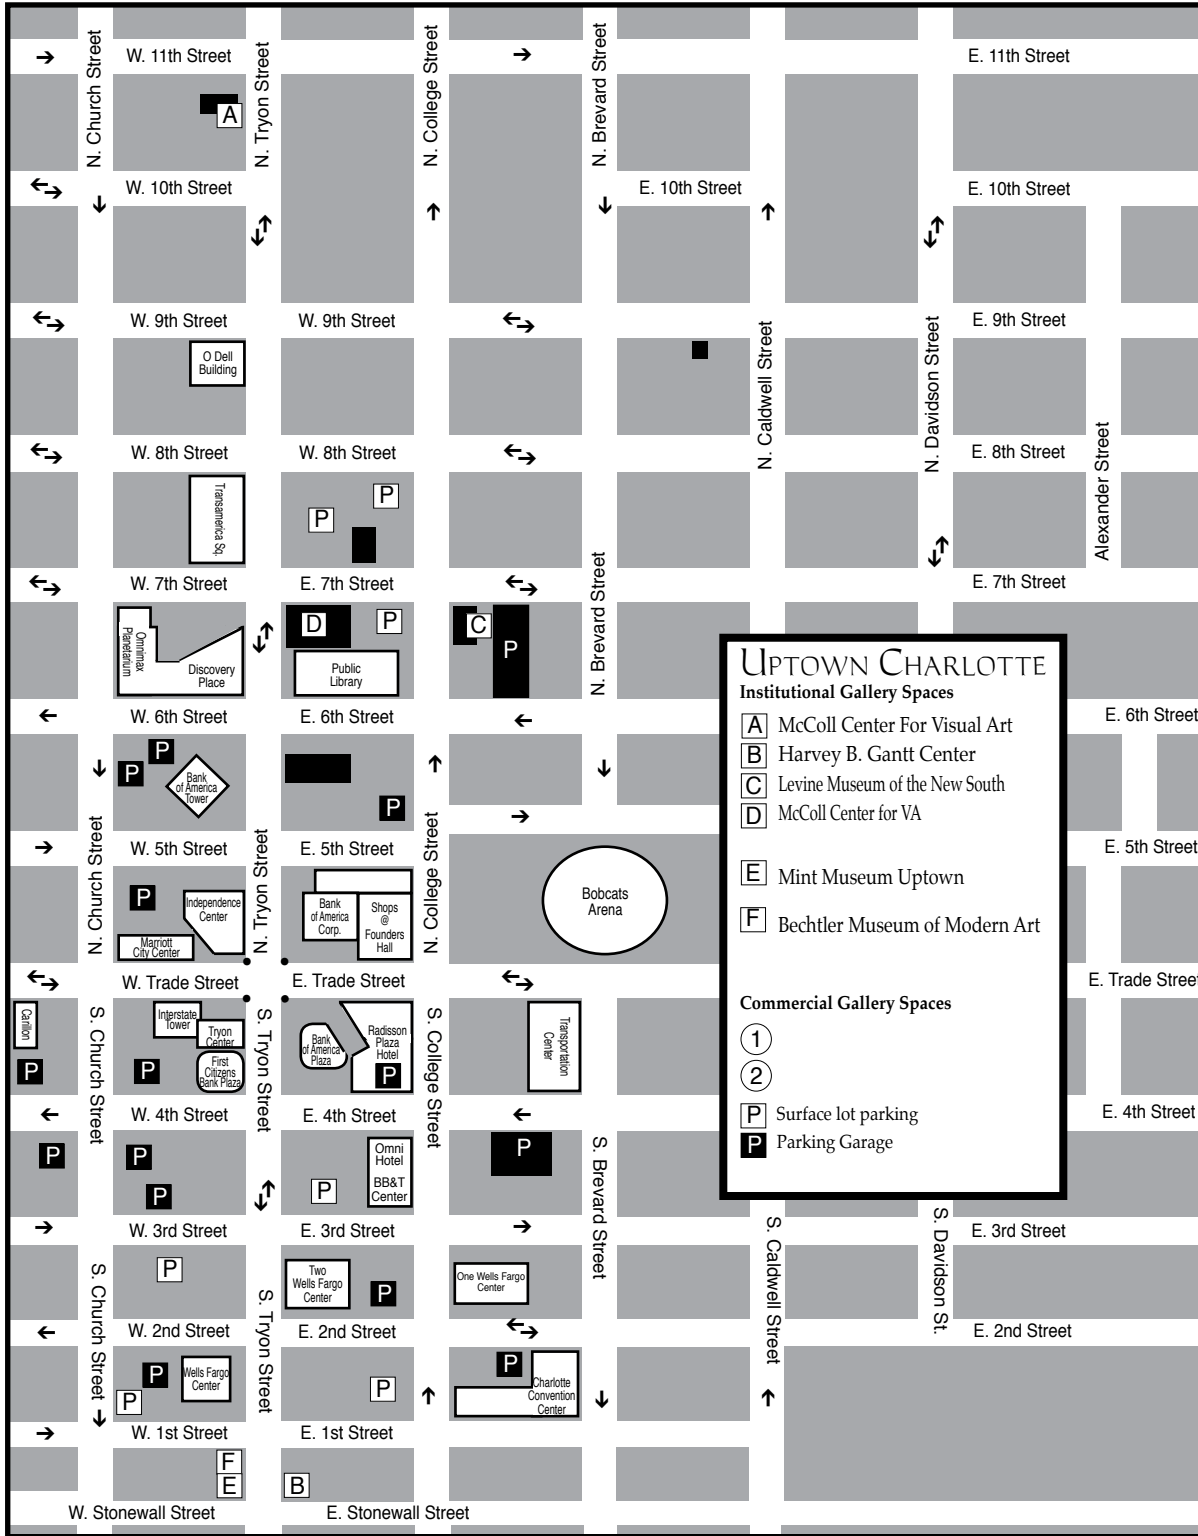 N. Church Street
W. 11th Street
N. Tryon Street
N. College Street
N. Brevard Street
E. 11th Street
A
W. 10th Street
E. 10th Street
E. 10th Street
W. 9th Street
W. 9th Street
E. 9th Street
O Dell
Building
N. Caldwell Street
N. Davidson Street
Alexander Street
W. 8th Street
W. 8th Street
E. 8th Street
Transamerica Sq.
P
P
W. 7th Street
E. 7th Street
E. 7th Street
N. Brevard Street
Omnimax
Planetarium
Discovery
Place
D
P
Public
Library
C
P
W. 6th Street
E. 6th Street
E. 6th Street
P
P
Bank
of America
Tower
P
N. Church Street
W. 5th Street
N. Tryon Street
E. 5th Street
N. College Street
E. 5th Street
P
Independence
Center
Marriott
City Center
Bank
of America
Corp.
Shops
@
Founders
Hall
Bobcats
Arena
W. Trade Street
E. Trade Street
E. Trade Street
Carillon
P
S. Church Street
Interstate
Tower
Tryon
Center
P
First
Citizens
Bank Plaza
S. Tryon Street
Bank
of America
Plaza
Radisson
Plaza
Hotel
P
S. College Street
Transportation
Center
W. 4th Street
E. 4th Street
E. 4th Street
P
P
P
P
Omni
Hotel
BB&T
Center
P
S. Brevard Street
W. 3rd Street
E. 3rd Street
S. Caldwell Street
S. Davidson St.
E. 3rd Street
S. Church Street
P
S. Tryon Street
Two
Wells Fargo
Center
P
One Wells Fargo
Center
W. 2nd Street
E. 2nd Street
E. 2nd Street
P
P
Wells Fargo
Center
P
P
Charlotte
Convention
Center
W. 1st Street
E. 1st Street
F
E
B
W. Stonewall Street
E. Stonewall Street
UPTOWN CHARLOTTE
Institutional Gallery Spaces
A McColl Center For Visual Art
B Harvey B. Gantt Center
C Levine Museum of the New South
D McColl Center for VA
E Mint Museum Uptown
F Bechtler Museum of Modern Art
Commercial Gallery Spaces
1
2
P Surface lot parking
P Parking Garage